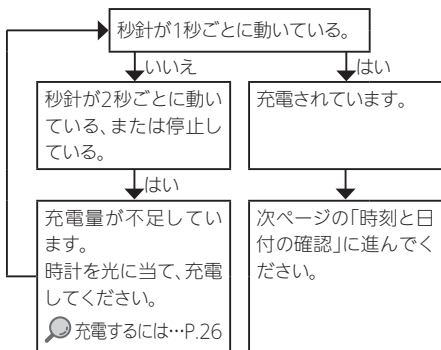 秒針が1秒ごとに動いている。
いいえ
はい
秒針が2秒ごとに動い
ている、または停止し
ている。
充電されています。
はい
充電量が不足してい
ます。
時計を光に当て、充電
してください。
充電するには…P.26
次ページの「時刻と日
付の確認」に進んでく
ださい。